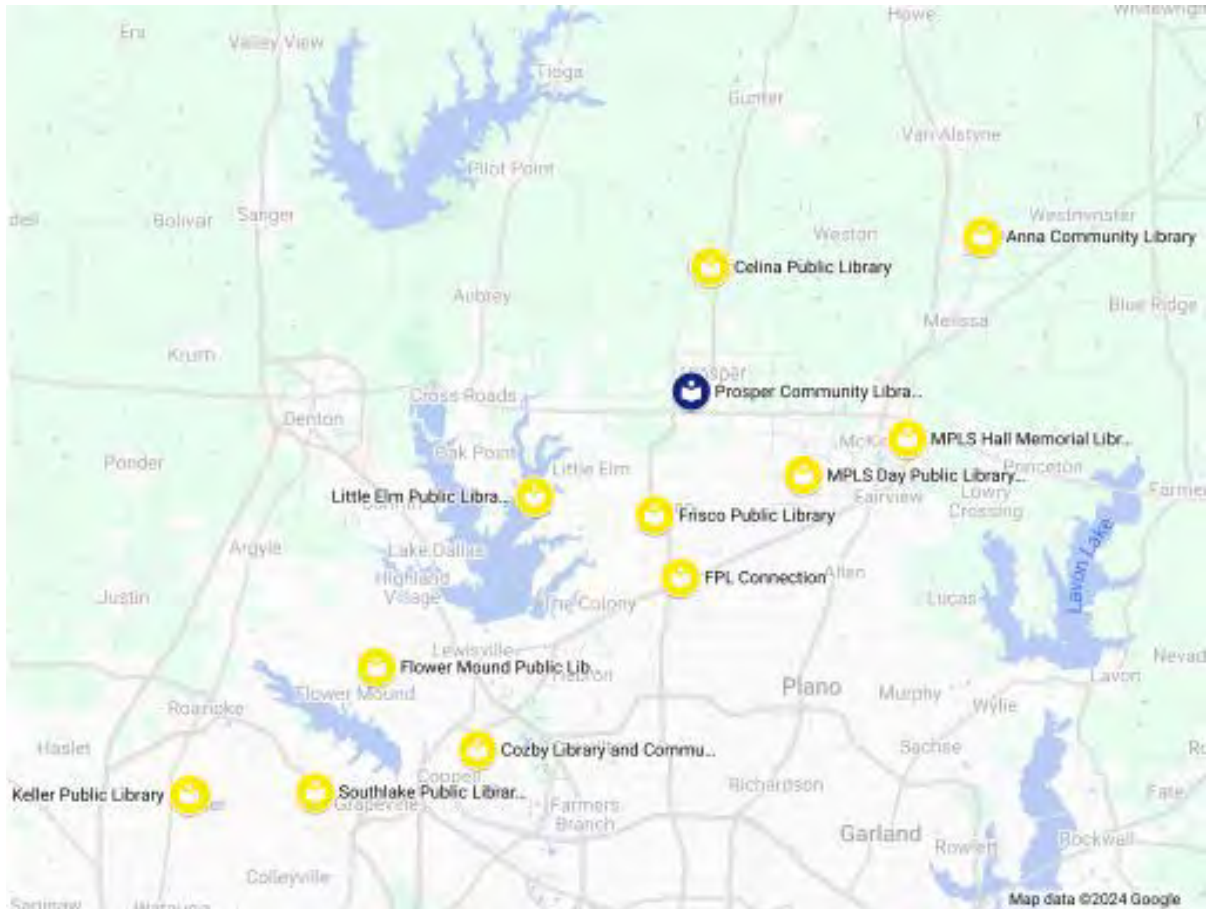 Era
Valley View
Howe
Tioga
Gunter
Van Alstyne
Pilot Point
Bolivar
Sanger
Weston
Westminster
Anna Community Library
Celina Public Library
Aubrey
Blue Ridge
Melissa
Krum
Prosper
Cross Roads
Prosper Community Libra..
Denton
MPLS Hall Memorial Libr..
Oak Point
Ponder
Little Elm
Princeton
MPLS Day Public Library...
Little Elm Public Libra...
Fairview
Lowry
Crossing
Farmer
Frisco Public Library
Argyle
Lake Dallas
Lavon Lake
FPL Connection
Allen
Highland
Village
Justin
The Colony
Lucas
Lewisville
Nevad
Flower Mound Public Lib...
Lavon
Plano
Flower Mound
Murphy
Wylie
Roanoke
Haslet
Cozby Library and Commu...
Sachse
Coppell
Richardson
Keller Public Library
Southlake Public Librar...
Fate
Grapevine
Farmers
Branch
Garland
Rowlett
Rockwall
Colleyville
Map data ©2024 Google